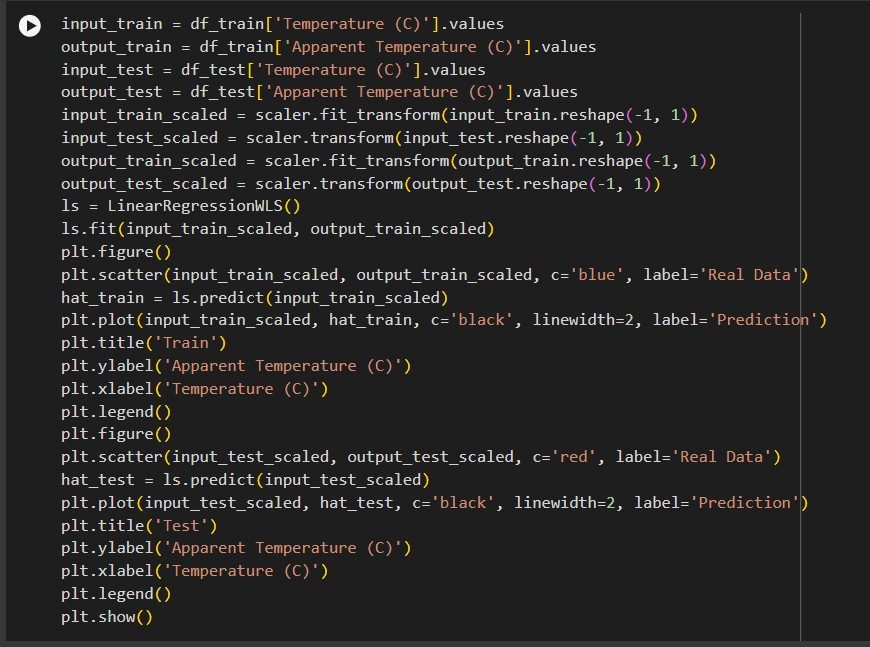 input_train = df_train['Temperature (C)'].values
output_train = df_train['Apparent Temperature (C)'].values
input_test = df_test['Temperature (C)'].values
output_test = df_test['Apparent Temperature (C)'].values
input_train_scaled = scaler.fit_transform(input_train.reshape(-1, 1))
input_test_scaled = scaler.transform(input_test.reshape(-1, 1))
output_train_scaled = scaler.fit_transform(output_train.reshape(-1, 1))
output_test_scaled = scaler.transform(output_test.reshape(-1, 1))
ls = LinearRegressionWLS()
ls.fit(input_train_scaled, output_train_scaled)
plt.figure()
plt.scatter(input_train_scaled, output_train_scaled, c='blue', label='Real Data')
hat_train = ls.predict(input_train_scaled)
plt.plot(input_train_scaled, hat_train, c='black', linewidth=2, label='Prediction')
plt.title('Train')
plt.ylabel('Apparent Temperature (C)')
plt.xlabel('Temperature (C)')
plt.legend()
plt.figure()
plt.scatter(input_test_scaled, output_test_scaled, c='red', label='Real Data')
hat_test = ls.predict(input_test_scaled)
plt.plot(input_test_scaled, hat_test, c='black', linewidth=2, label='Prediction')
plt.title('Test')
plt.ylabel('Apparent Temperature (C)')
plt.xlabel('Temperature (C)')
plt.legend()
plt.show()